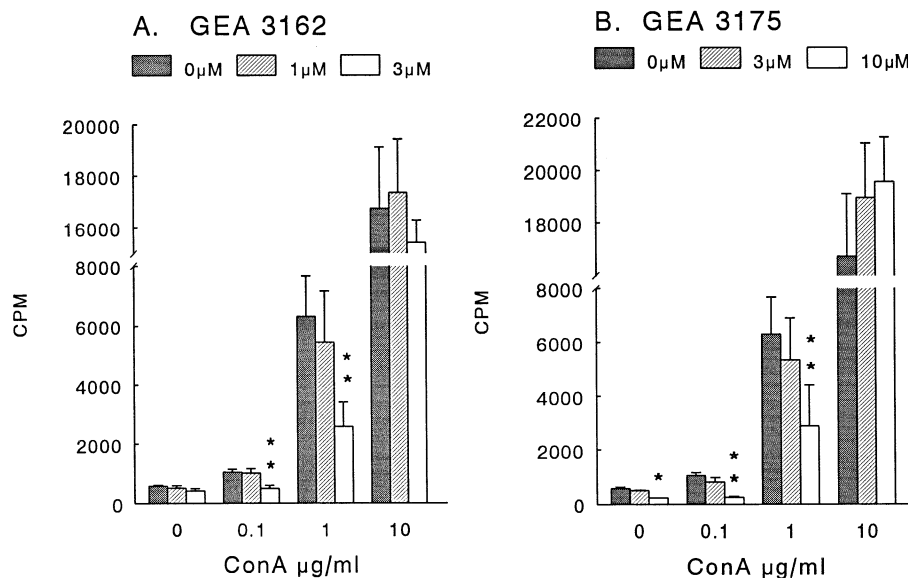 A. GEA 3162
0µM 1µM 3µM
20000
18000
16000
8000
6000
4000
2000
0
CPM
* *
* *
0 0.1 1 10
ConA µg/ml
B. GEA 3175
0µM 3µM 10µM
22000
20000
18000
8000
6000
4000
2000
0
CPM
*
* *
* *
0 0.1 1 10
ConA µg/ml